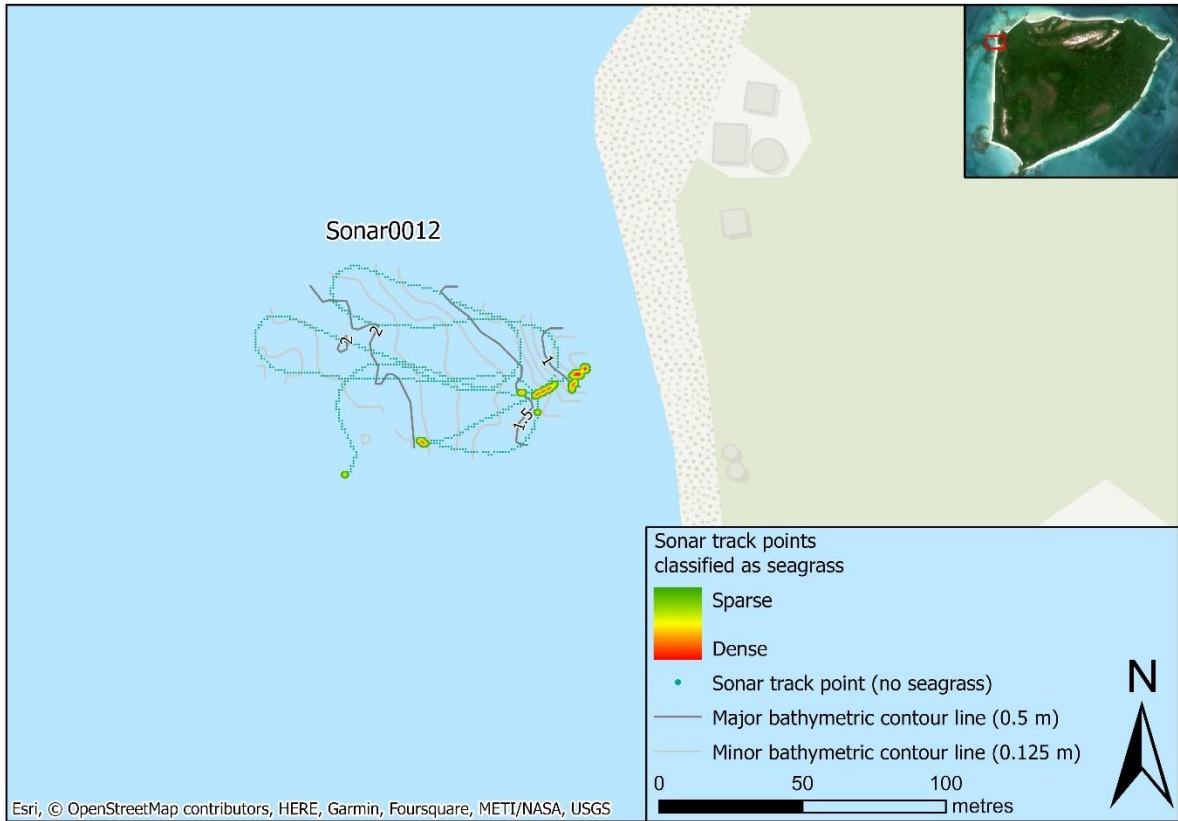 Sonar0012
2
2
1
1.5
Sonar track points
classified as seagrass
Sparse
Dense
Sonar track point (no seagrass)
Major bathymetric contour line (0.5 m)
Minor bathymetric contour line (0.125 m)
N
0 50 100
metres
Esri, © OpenStreetMap contributors, HERE, Garmin, Foursquare, METI/NASA, USGS